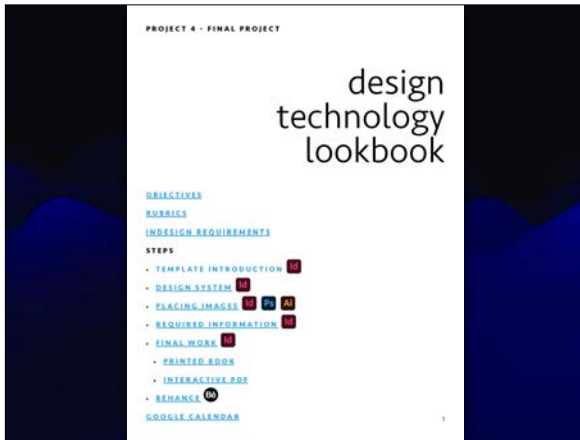 PROJECT 4 - FINAL PROJECT
design
technology
lookbook
OBJECTIVES
RUBRICS
INDESIGN REQUIREMENTS
STEPS
• TEMPLATE INTRODUCTION Id
• DESIGN SYSTEM Id
• PLACING IMAGES Id Ps Ai
• REQUIRED INFORMATION Id
• FINAL WORK Id
• PRINTED BOOK
• INTERACTIVE PDF
• BEHANCE Bē
GOOGLE CALENDAR